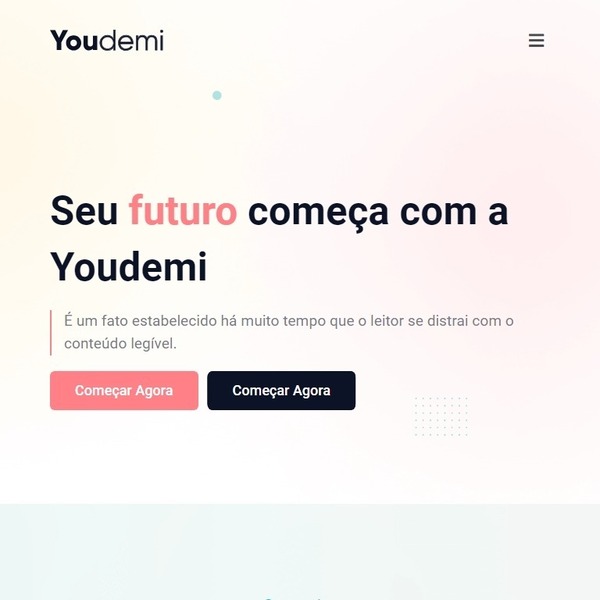 Youdemi
Seu futuro começa com a
Youdemi
É um fato estabelecido há muito tempo que o leitor se distrai com o
conteúdo legível.
Começar Agora
Começar Agora